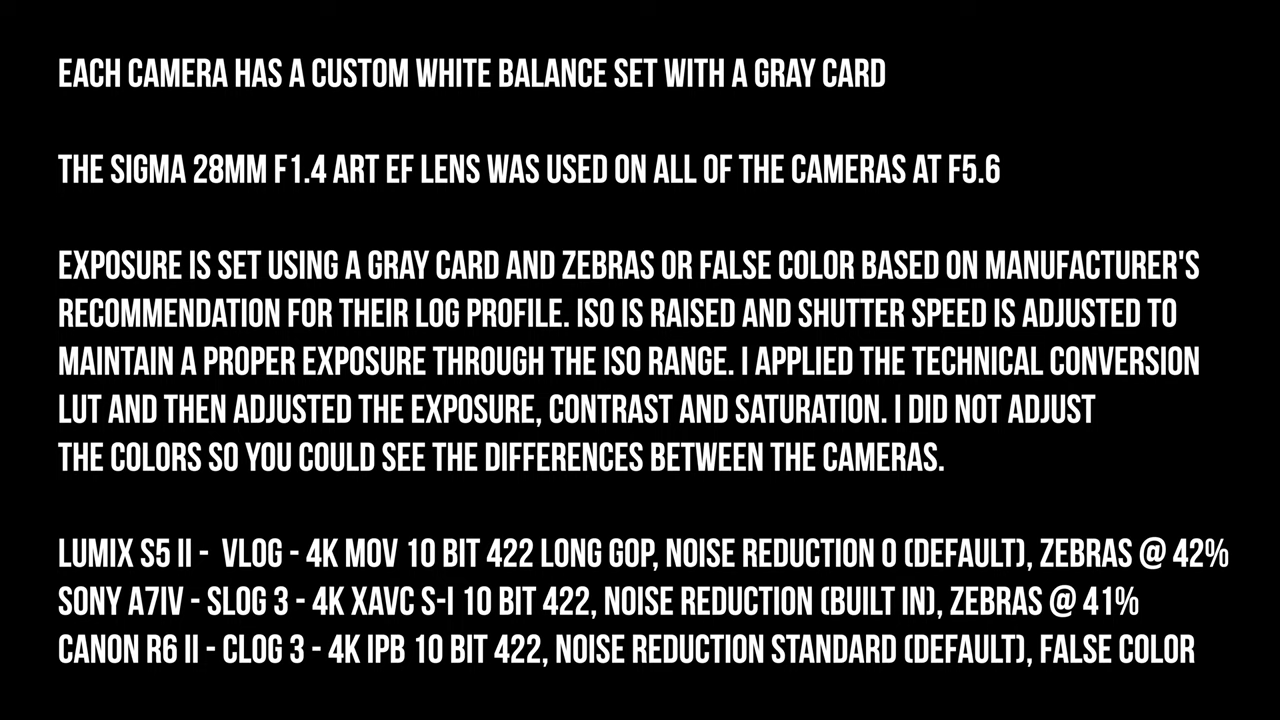 EACH CAMERA HAS A CUSTOM WHITE BALANCE SET WITH A GRAY CARD
THE SIGMA 28MM F1.4 ART EF LENS WAS USED ON ALL OF THE CAMERAS AT F5.6
EXPOSURE IS SET USING A GRAY CARD AND ZEBRAS OR FALSE COLOR BASED ON MANUFACTURER'S
RECOMMENDATION FOR THEIR LOG PROFILE. ISO IS RAISED AND SHUTTER SPEED IS ADJUSTED TO
MAINTAIN A PROPER EXPOSURE THROUGH THE ISO RANGE. I APPLIED THE TECHNICAL CONVERSION
LUT AND THEN ADJUSTED THE EXPOSURE, CONTRAST AND SATURATION. I DID NOT ADJUST
THE COLORS SO YOU COULD SEE THE DIFFERENCES BETWEEN THE CAMERAS.
LUMIX S5 II - VLOG - 4K MOV 10 BIT 422 LONG GOP, NOISE REDUCTION 0 (DEFAULT), ZEBRAS @ 42%
SONY A7IV - SLOG 3 - 4K XAVC S-I 10 BIT 422, NOISE REDUCTION (BUILT IN), ZEBRAS @ 41%
CANON R6 II - CLOG 3 - 4K IPB 10 BIT 422, NOISE REDUCTION STANDARD (DEFAULT), FALSE COLOR